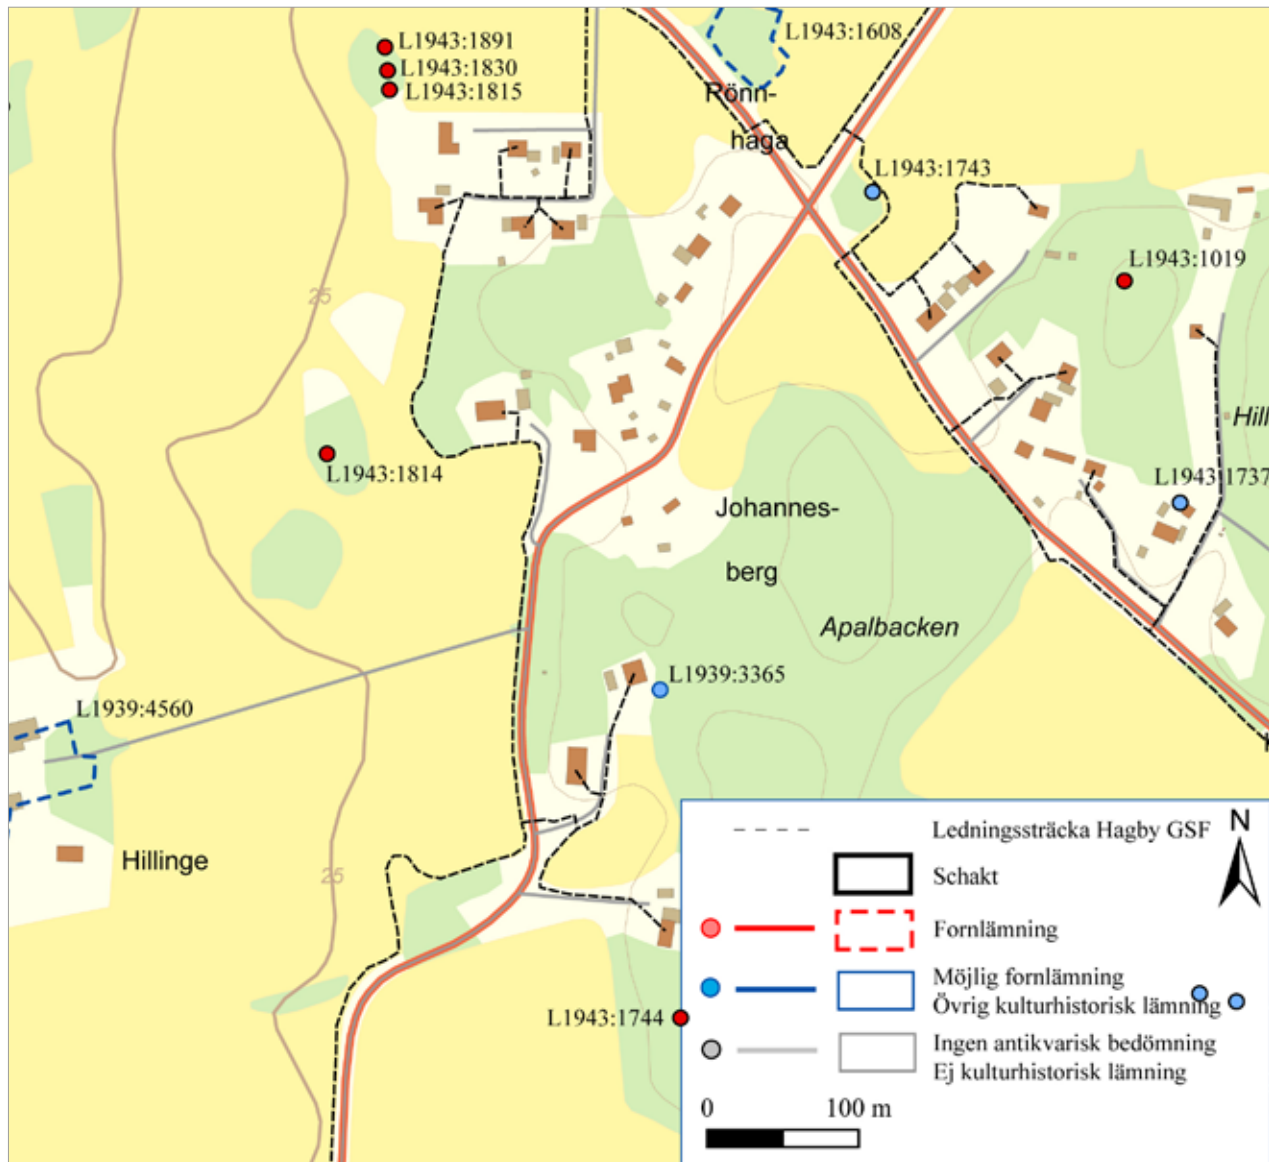 L1943:1891
L1943:1830
L1943:1815
L1943:1608
Rönn-
haga
L1943:1743
L1943:1019
25
L1943:1814
Hill
L1943:1737
Johannes-
berg
Apalbacken
L1939:3365
L1939:4560
Hillinge
25
L1943:1744
Ledningssträcka Hagby GSF
N
Schakt
Fornlämning
Möjlig fornlämning
Övrig kulturhistorisk lämning
Ingen antikvarisk bedömning
Ej kulturhistorisk lämning
0 100 m